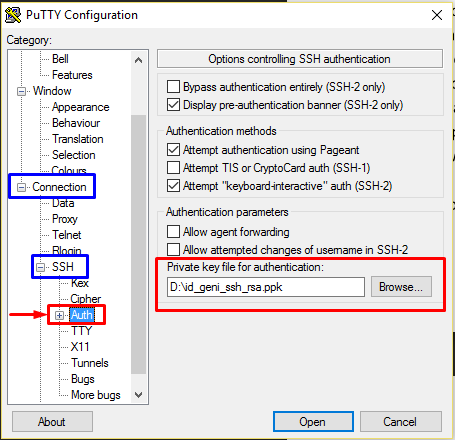 PuTTY Configuration
Category:
Bell
Features
Window
Appearance
Behaviour
Translation
Selection
Colours
Connection
Data
Proxy
Telnet
Rlogin
SSH
Kex
Cipher
Auth
TTY
X11
Tunnels
Bugs
More bugs
Options controlling SSH authentication
Bypass authentication entirely (SSH-2 only)
Display pre-authentication banner (SSH-2 only)
Authentication methods
Attempt authentication using Pageant
Attempt TIS or CryptoCard auth (SSH-1)
Attempt "keyboard-interactive" auth (SSH-2)
Authentication parameters
Allow agent forwarding
Allow attempted changes of username in SSH-2
Private key file for authentication:
D:\id_geni_ssh_rsa.ppk Browse...
About Open Cancel